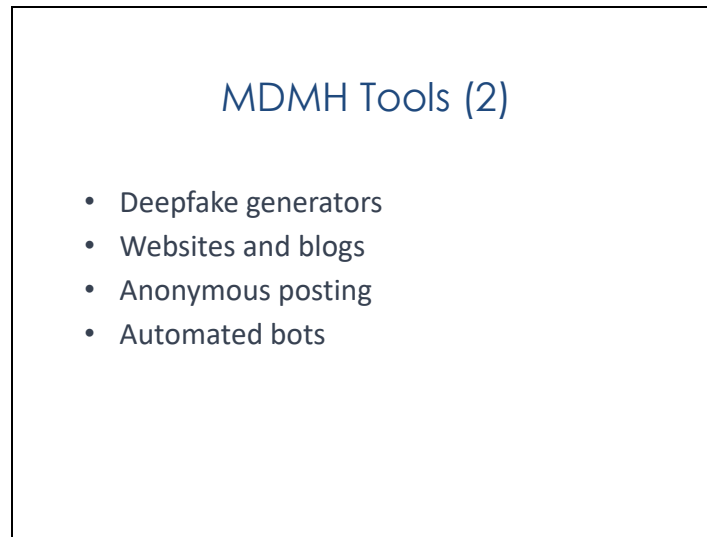 MDMH Tools (2)
• Deepfake generators
• Websites and blogs
• Anonymous posting
• Automated bots